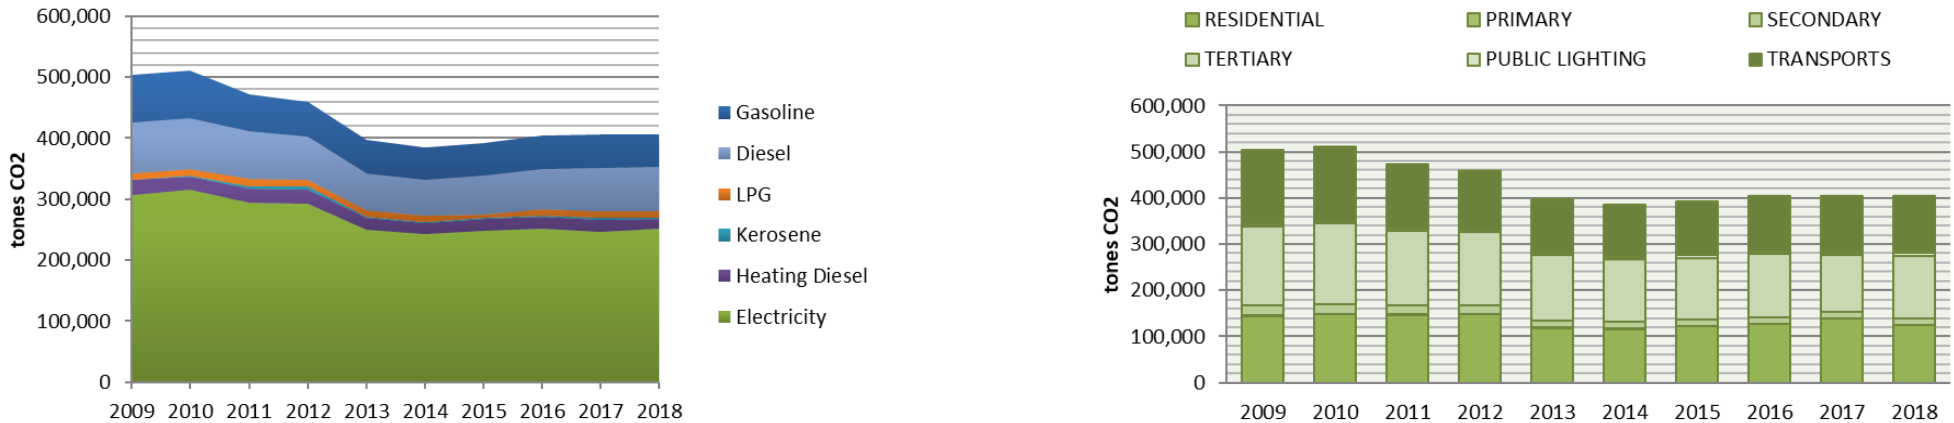 600,000
500,000
400,000
300,000
200,000
100,000
0
tones CO2
2009 2010 2011 2012 2013 2014 2015 2016 2017 2018
Gasoline
Diesel
LPG
Kerosene
Heating Diesel
Electricity
RESIDENTIAL PRIMARY SECONDARY
TERTIARY PUBLIC LIGHTING TRANSPORTS
600,000
500,000
400,000
300,000
200,000
100,000
0
tones CO2
2009 2010 2011 2012 2013 2014 2015 2016 2017 2018